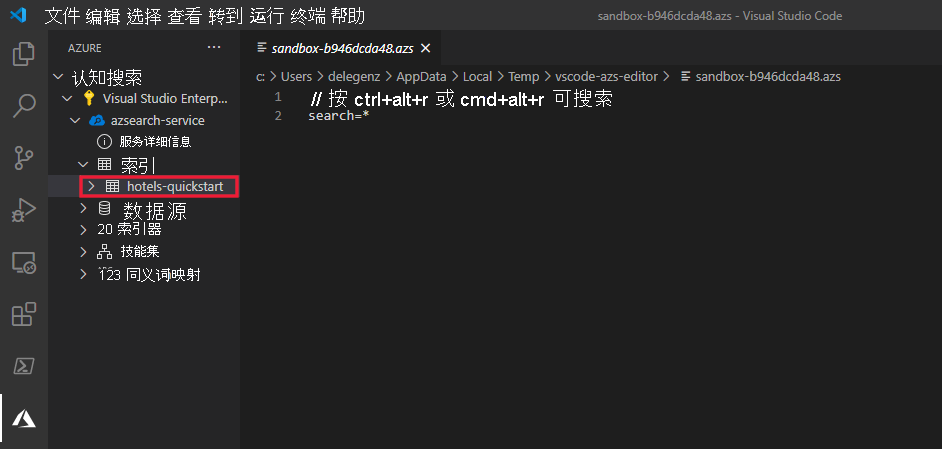 文件 编辑 选择 查看 转到 运行 终端 帮助
sandbox-b946dcda48.azs - Visual Studio Code
AZURE ···
认知搜索
Visual Studio Enterp...
azsearch-service
服务详细信息
索引
hotels-quickstart
数据源
20 索引器
技能集
123 同义词映射
sandbox-b946dcda48.azs
c: > Users > delegenz > AppData > Local > Temp > vscode-azs-editor > sandbox-b946dcda48.azs
1 // 按 ctrl+alt+r 或 cmd+alt+r 可搜索
2 search=*